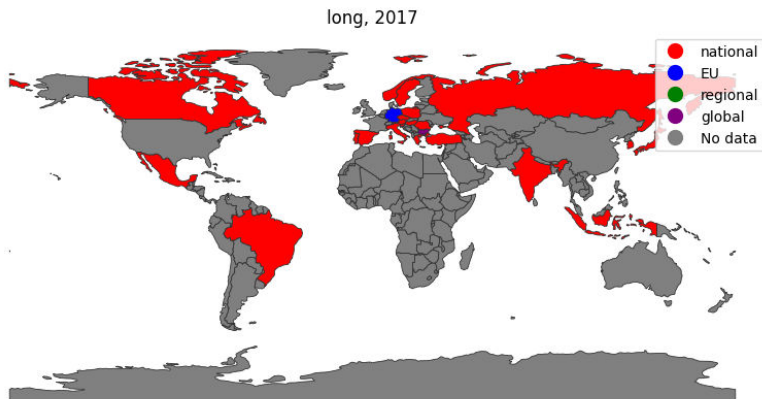 long, 2017
national
EU
regional
global
No data